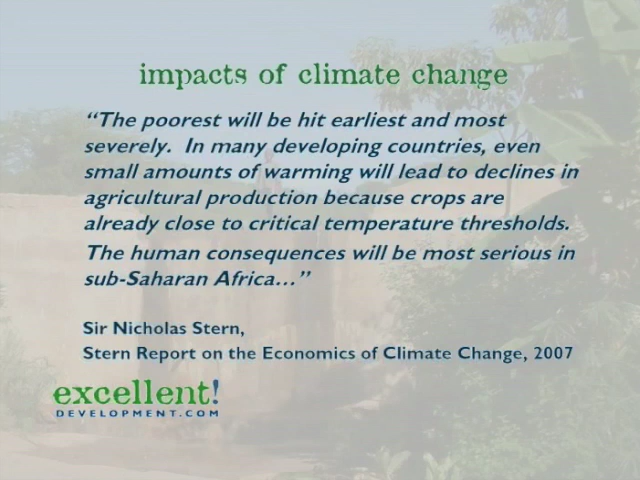 impacts of climate change
“The poorest will be hit earliest and most
severely. In many developing countries, even
small amounts of warming will lead to declines in
agricultural production because crops are
already close to critical temperature thresholds.
The human consequences will be most serious in
sub-Saharan Africa…”
Sir Nicholas Stern,
Stern Report on the Economics of Climate Change, 2007
excellent!
DEVELOPMENT.COM